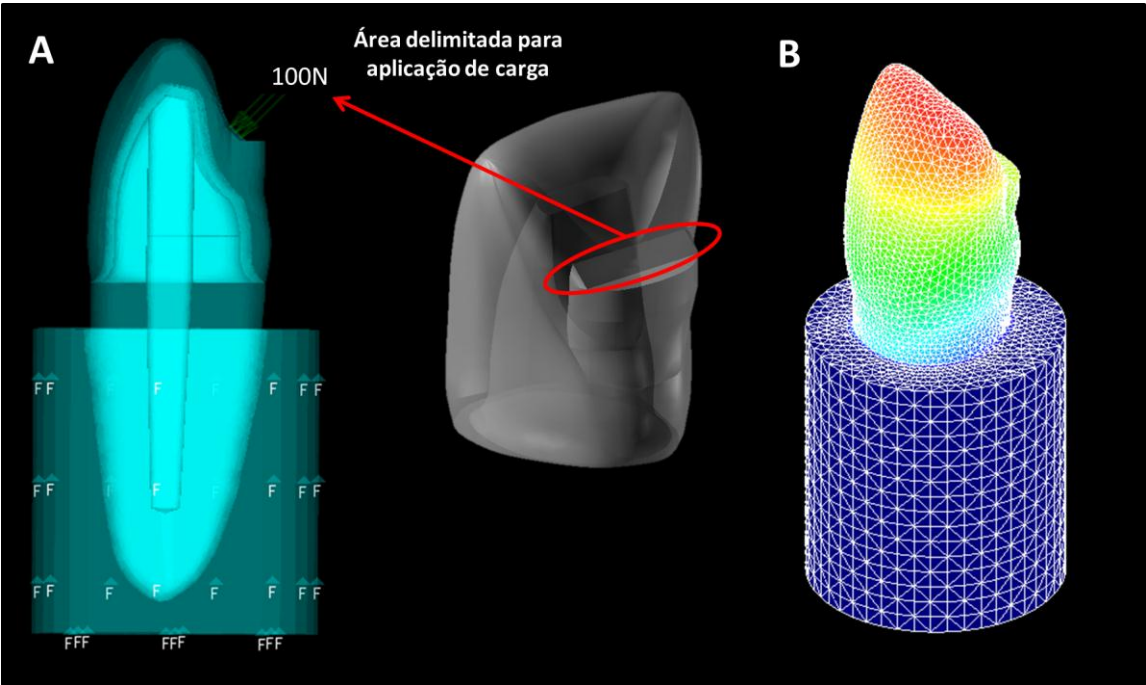 A
Área delimitada para
aplicação de carga
B
100N
F F F F F F F
F F F F F F F
F F F F F F F
FFF FFF FFF